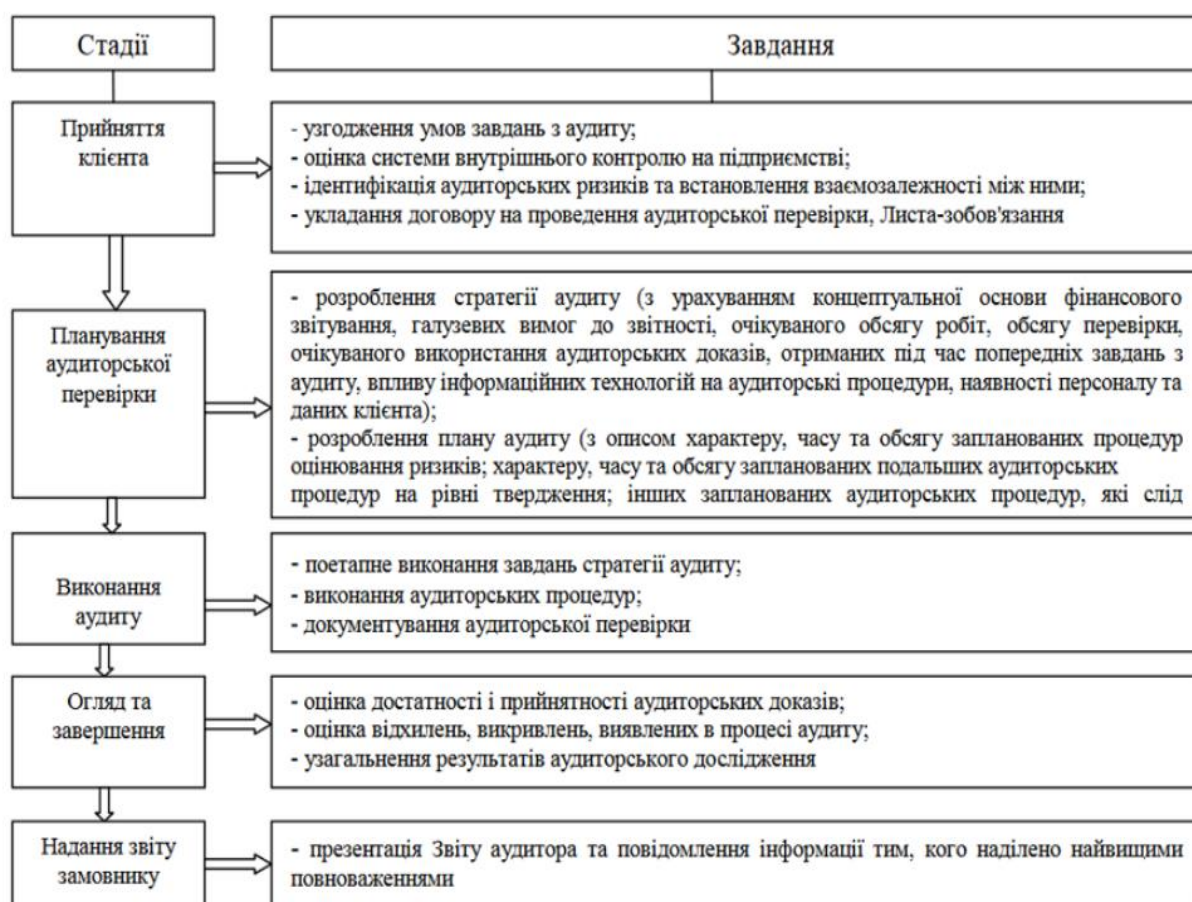 Стадії
Завдання
Прийняття
клієнта
- узгодження умов завдань з аудиту;
- оцінка системи внутрішнього контролю на підприємстві;
- ідентифікація аудиторських ризиків та встановлення взаємозалежності між ними;
- укладання договору на проведення аудиторської перевірки, Листа-зобов'язання
Планування
аудиторської
перевірки
- розроблення стратегії аудиту (з урахуванням концептуальної основи фінансового
звітування, галузевих вимог до звітності, очікуваного обсягу робіт, обсягу перевірки,
очікуваного використання аудиторських доказів, отриманих під час попередніх завдань з
аудиту, впливу інформаційних технологій на аудиторські процедури, наявності персоналу та
даних клієнта);
- розроблення плану аудиту (з описом характеру, часу та обсягу запланованих процедур
оцінювання ризиків; характеру, часу та обсягу запланованих подальших аудиторських
процедур на рівні твердження; інших запланованих аудиторських процедур, які слід
Виконання
аудиту
- поетапне виконання завдань стратегії аудиту;
- виконання аудиторських процедур;
- документування аудиторської перевірки
Огляд та
завершення
- оцінка достатності і прийнятності аудиторських доказів;
- оцінка відхилень, викривлень, виявлених в процесі аудиту;
- узагальнення результатів аудиторського дослідження
Надання звіту
замовнику
- презентація Звіту аудитора та повідомлення інформації тим, кого наділено найвищими
повноваженнями